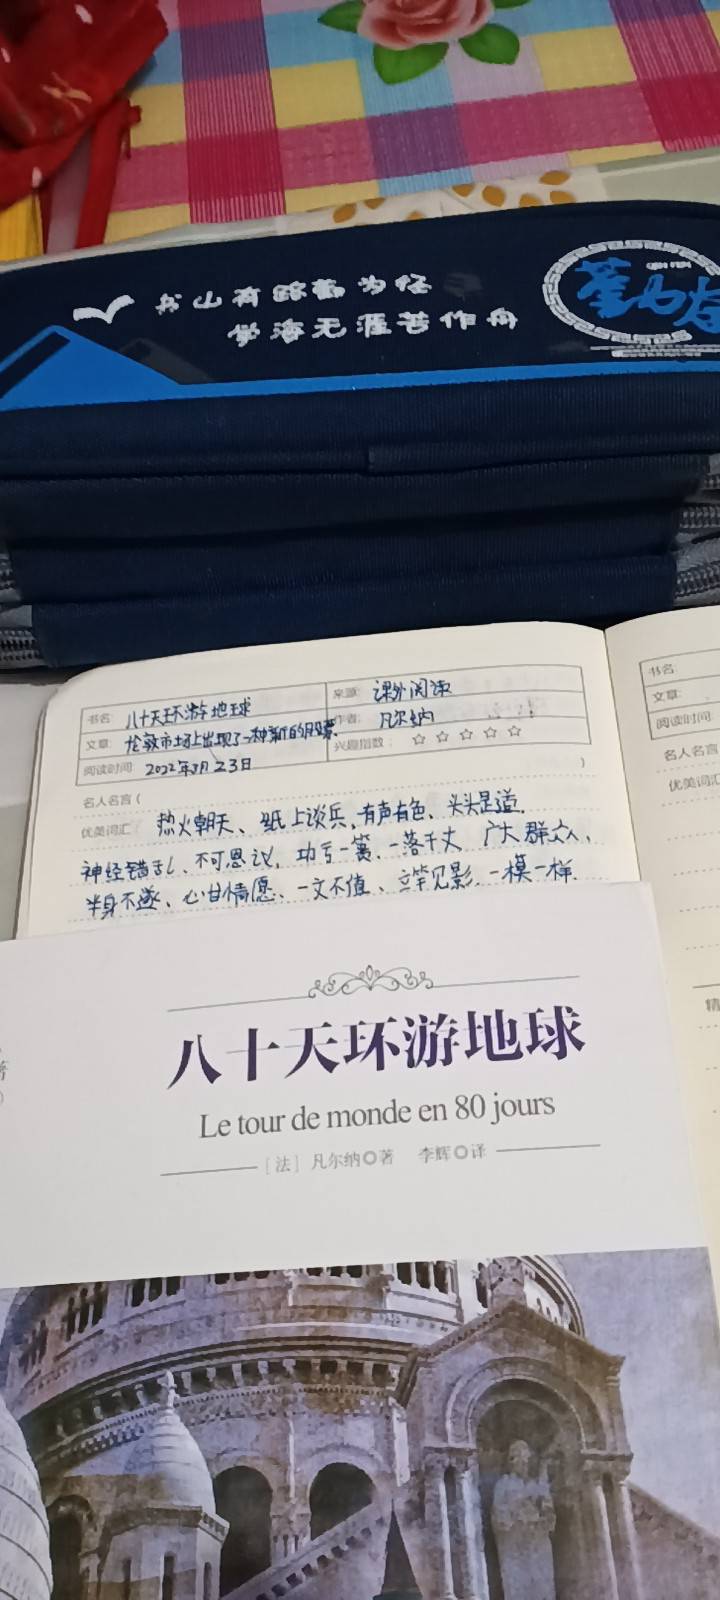 书山有路勤为径
学海无涯苦作舟
书名: 八十天环游地球
来源: 课外阅读
文章: 伦敦市场上出现了一种新的股票
作者: 凡尔纳
兴趣指数: ☆ ☆ ☆ ☆ ☆
阅读时间: 2022年3月23日
名人名言( )
优美词汇 热火朝天、纸上谈兵,有声有色、头头是道,
神经错乱、不可思议,功亏一篑,一落千丈,广大群众,
半身不遂、心甘情愿、一文不值、立竿见影,一模一样.
书名:
文章:
阅读时间:
名人名言(
优美词汇
精
八十天环游地球
Le tour de monde en 80 jours
[法] 凡尔纳◎著 李辉◎译